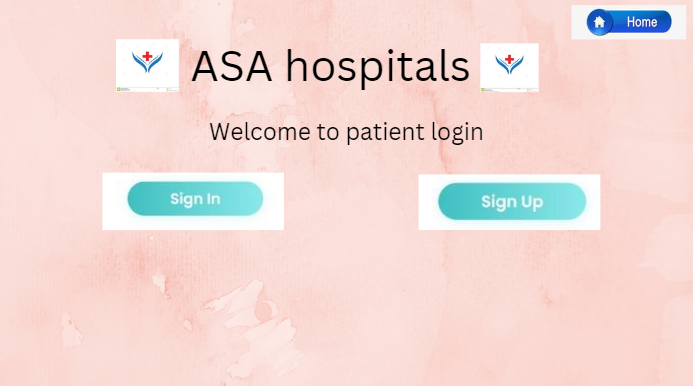 Home
ASA hospitals
Welcome to patient login
Sign In
Sign Up